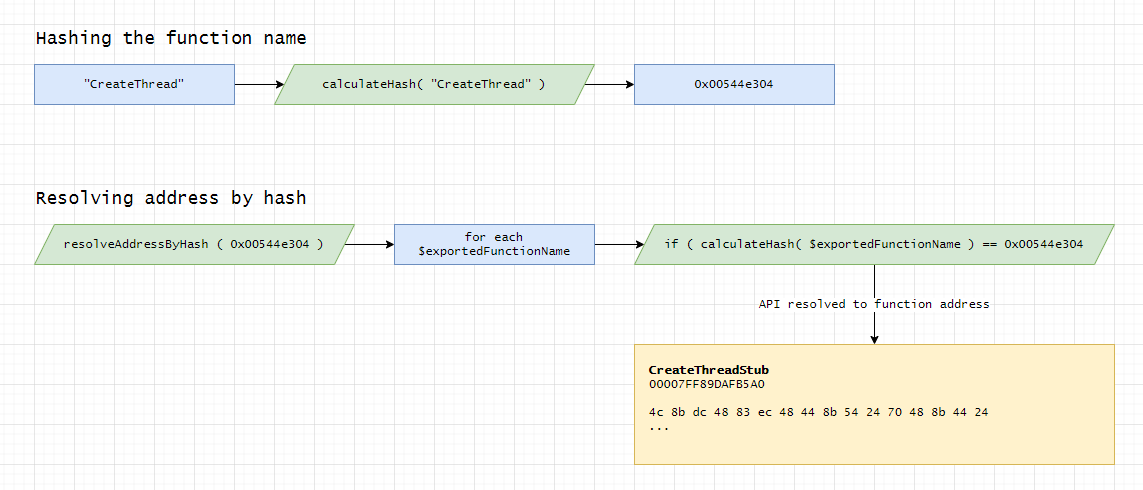 Hashing the function name
"CreateThread"
calculateHash( "CreateThread" )
0x00544e304
Resolving address by hash
resolveAddressByHash ( 0x00544e304 )
for each
$exportedFunctionName
if ( calculateHash( $exportedFunctionName ) == 0x00544e304
API resolved to function address
CreateThreadStub
00007FF89DAFB5A0
4c 8b dc 48 83 ec 48 44 8b 54 24 70 48 8b 44 24
...